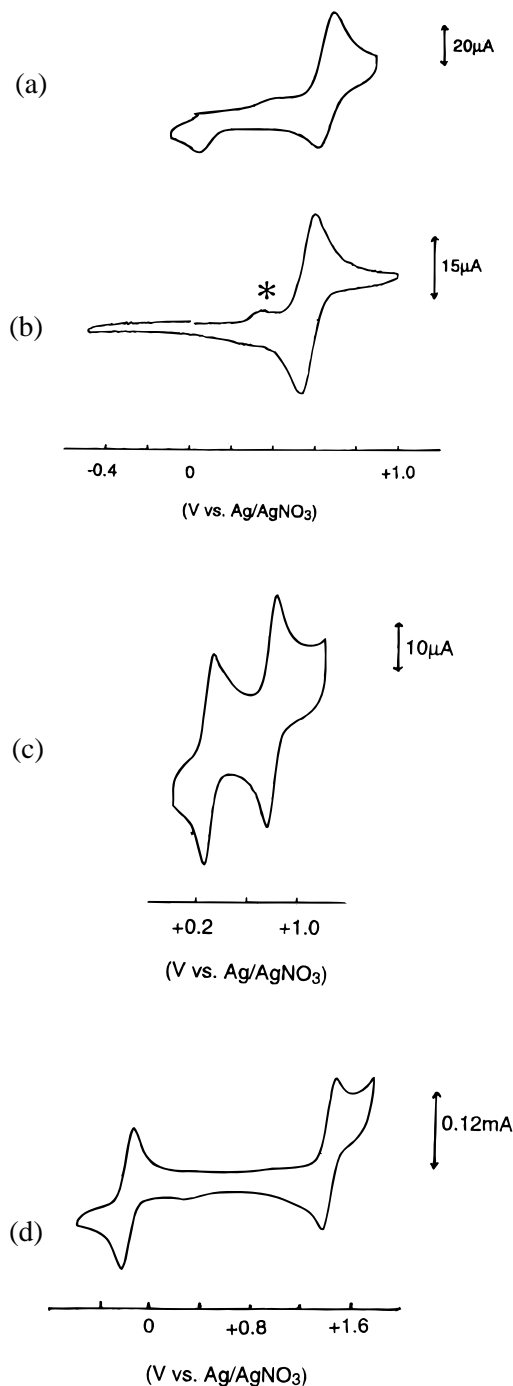 (a)
20μA
(b)
*
15μA
-0.4 0 +1.0
(V vs. Ag/AgNO₃)
(c)
10μA
+0.2 +1.0
(V vs. Ag/AgNO₃)
(d)
0.12mA
0 +0.8 +1.6
(V vs. Ag/AgNO₃)